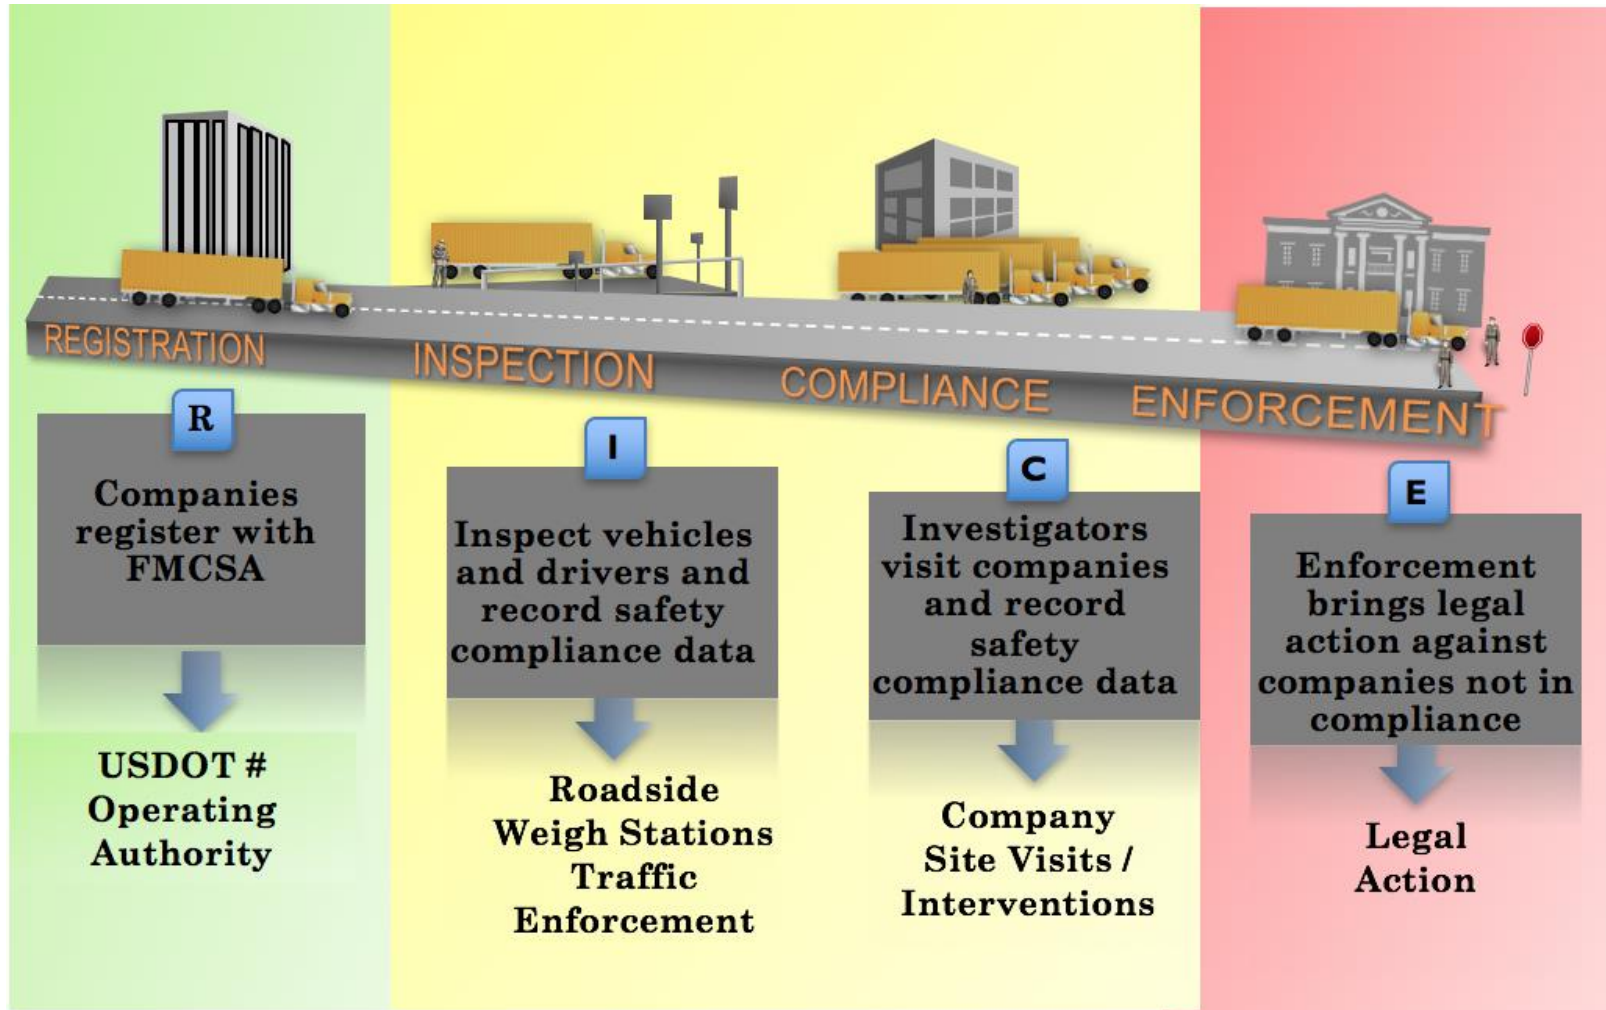 REGISTRATION
INSPECTION
COMPLIANCE
ENFORCEMENT
R
Companies
register with
FMCSA
USDOT #
Operating
Authority
I
Inspect vehicles
and drivers and
record safety
compliance data
Roadside
Weigh Stations
Traffic
Enforcement
C
Investigators
visit companies
and record
safety
compliance data
Company
Site Visits /
Interventions
E
Enforcement
brings legal
action against
companies not in
compliance
Legal
Action